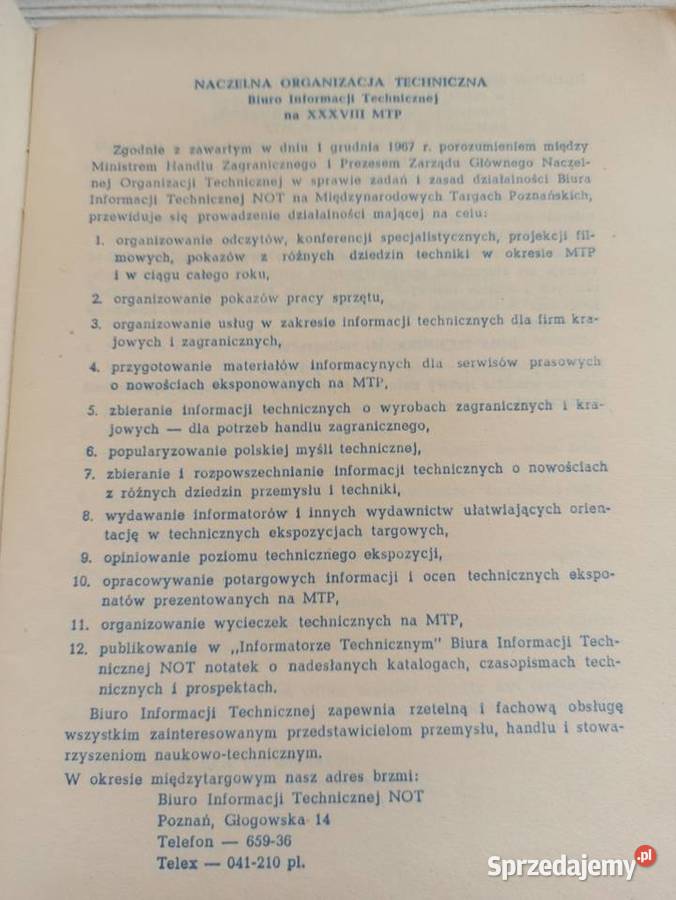 NACZELNA ORGANIZACJA TECHNICZNA
Biuro Informacji Technicznej
na XXXVIII MTP
Zgodnie z zawartym w dniu 1 grudnia 1967 r. porozumieniem między
Ministrem Handlu Zagranicznego i Prezesem Zarządu Głównego Naczel-
nej Organizacji Technicznej w sprawie zadań i zasad działalności Biura
Informacji Technicznej NOT na Międzynarodowych Targach Poznańskich,
przewiduje się prowadzenie działalności mającej na celu:
1. organizowanie odczytów, konferencji specjalistycznych, projekcji fil-
mowych, pokazów z różnych dziedzin techniki w okresie MTP
i w ciągu całego roku,
2. organizowanie pokazów pracy sprzętu,
3. organizowanie usług w zakresie informacji technicznych dla firm kra-
jowych i zagranicznych,
4. przygotowanie materiałów informacynych dla serwisów prasowych
o nowościach eksponowanych na MTP,
5. zbieranie informacji technicznych o wyrobach zagranicznych i kra-
jowych — dla potrzeb handlu zagranicznego,
6. popularyzowanie polskiej myśli technicznej,
7. zbieranie i rozpowszechnianie informacji technicznych o nowościach
z różnych dziedzin przemysłu i techniki,
8. wydawanie informatorów i innych wydawnictw ułatwiających orien-
tację w technicznych ekspozycjach targowych,
9. opiniowanie poziomu technicznego ekspozycji,
10. opracowywanie potargowych informacji i ocen technicznych ekspo-
natów prezentowanych na MTP,
11. organizowanie wycieczek technicznych na MTP,
12. publikowanie w „Informatorze Technicznym" Biura Informacji Tech-
nicznej NOT notatek o nadesłanych katalogach, czasopismach tech-
nicznych i prospektach.
Biuro Informacji Technicznej zapewnia rzetelną i fachową obsługę
wszystkim zainteresowanym przedstawicielom przemysłu, handlu i stowa-
rzyszeniom naukowo-technicznym.
W okresie międzytargowym nasz adres brzmi:
Biuro Informacji Technicznej NOT
Poznań, Głogowska 14
Telefon — 659-36
Telex — 041-210 pl.
Sprzedajemy.pl